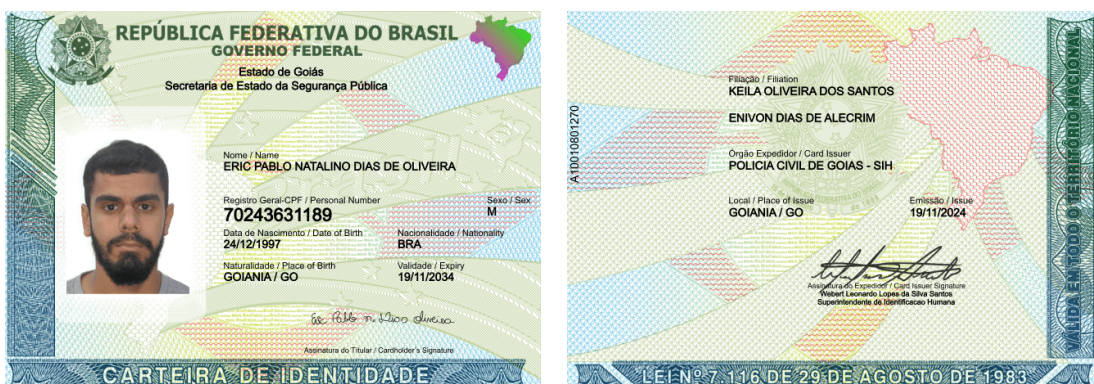 REPÚBLICA FEDERATIVA DO BRASIL
GOVERNO FEDERAL
Estado de Goiás
Secretaria de Estado da Segurança Pública
Nome / Name
ERIC PABLO NATALINO DIAS DE OLIVEIRA
Registro Geral-CPF / Personal Number
Sexo / Sex
70243631189
M
Data de Nascimento / Date of Birth
Nacionalidade / Nationality
24/12/1997
BRA
Naturalidade / Place of Birth
Validade / Expiry
GOIANIA / GO
19/11/2034
Assinatura do Titular / Cardholder's Signature
CARTEIRA DE IDENTIDADE
A10010801270
Filiação / Filiation
KEILA OLIVEIRA DOS SANTOS
ENIVON DIAS DE ALECRIM
Órgão Expedidor / Card Issuer
POLICIA CIVIL DE GOIAS - SIH
Local / Place of Issue
Emissão / Issue
GOIANIA / GO
19/11/2024
Assinatura do Expedidor / Card Issuer Signature
Webert Leonardo Lopes da Silva Santos
Superintendente de Identificacao Humana
VALIDA EM TODO O TERRITÓRIO NACIONAL
LEI Nº 7.116 DE 29 DE AGOSTO DE 1983